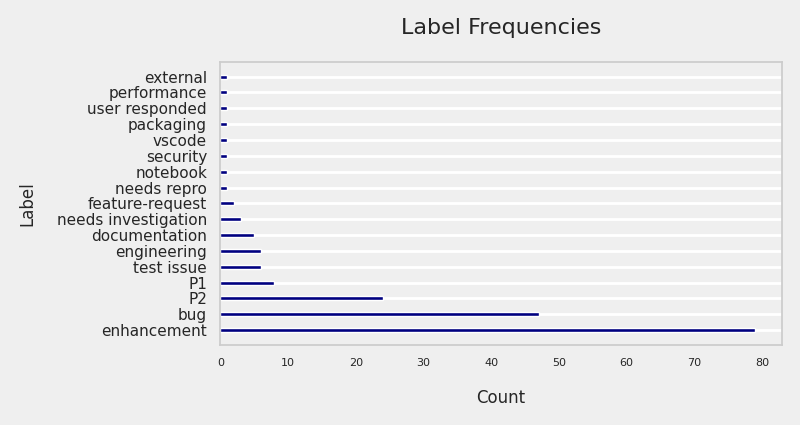 Label Frequencies
external
performance
user responded
packaging
vscode
security
notebook
needs repro
feature-request
needs investigation
documentation
engineering
test issue
P1
P2
bug
enhancement
Label
0 10 20 30 40 50 60 70 80
Count